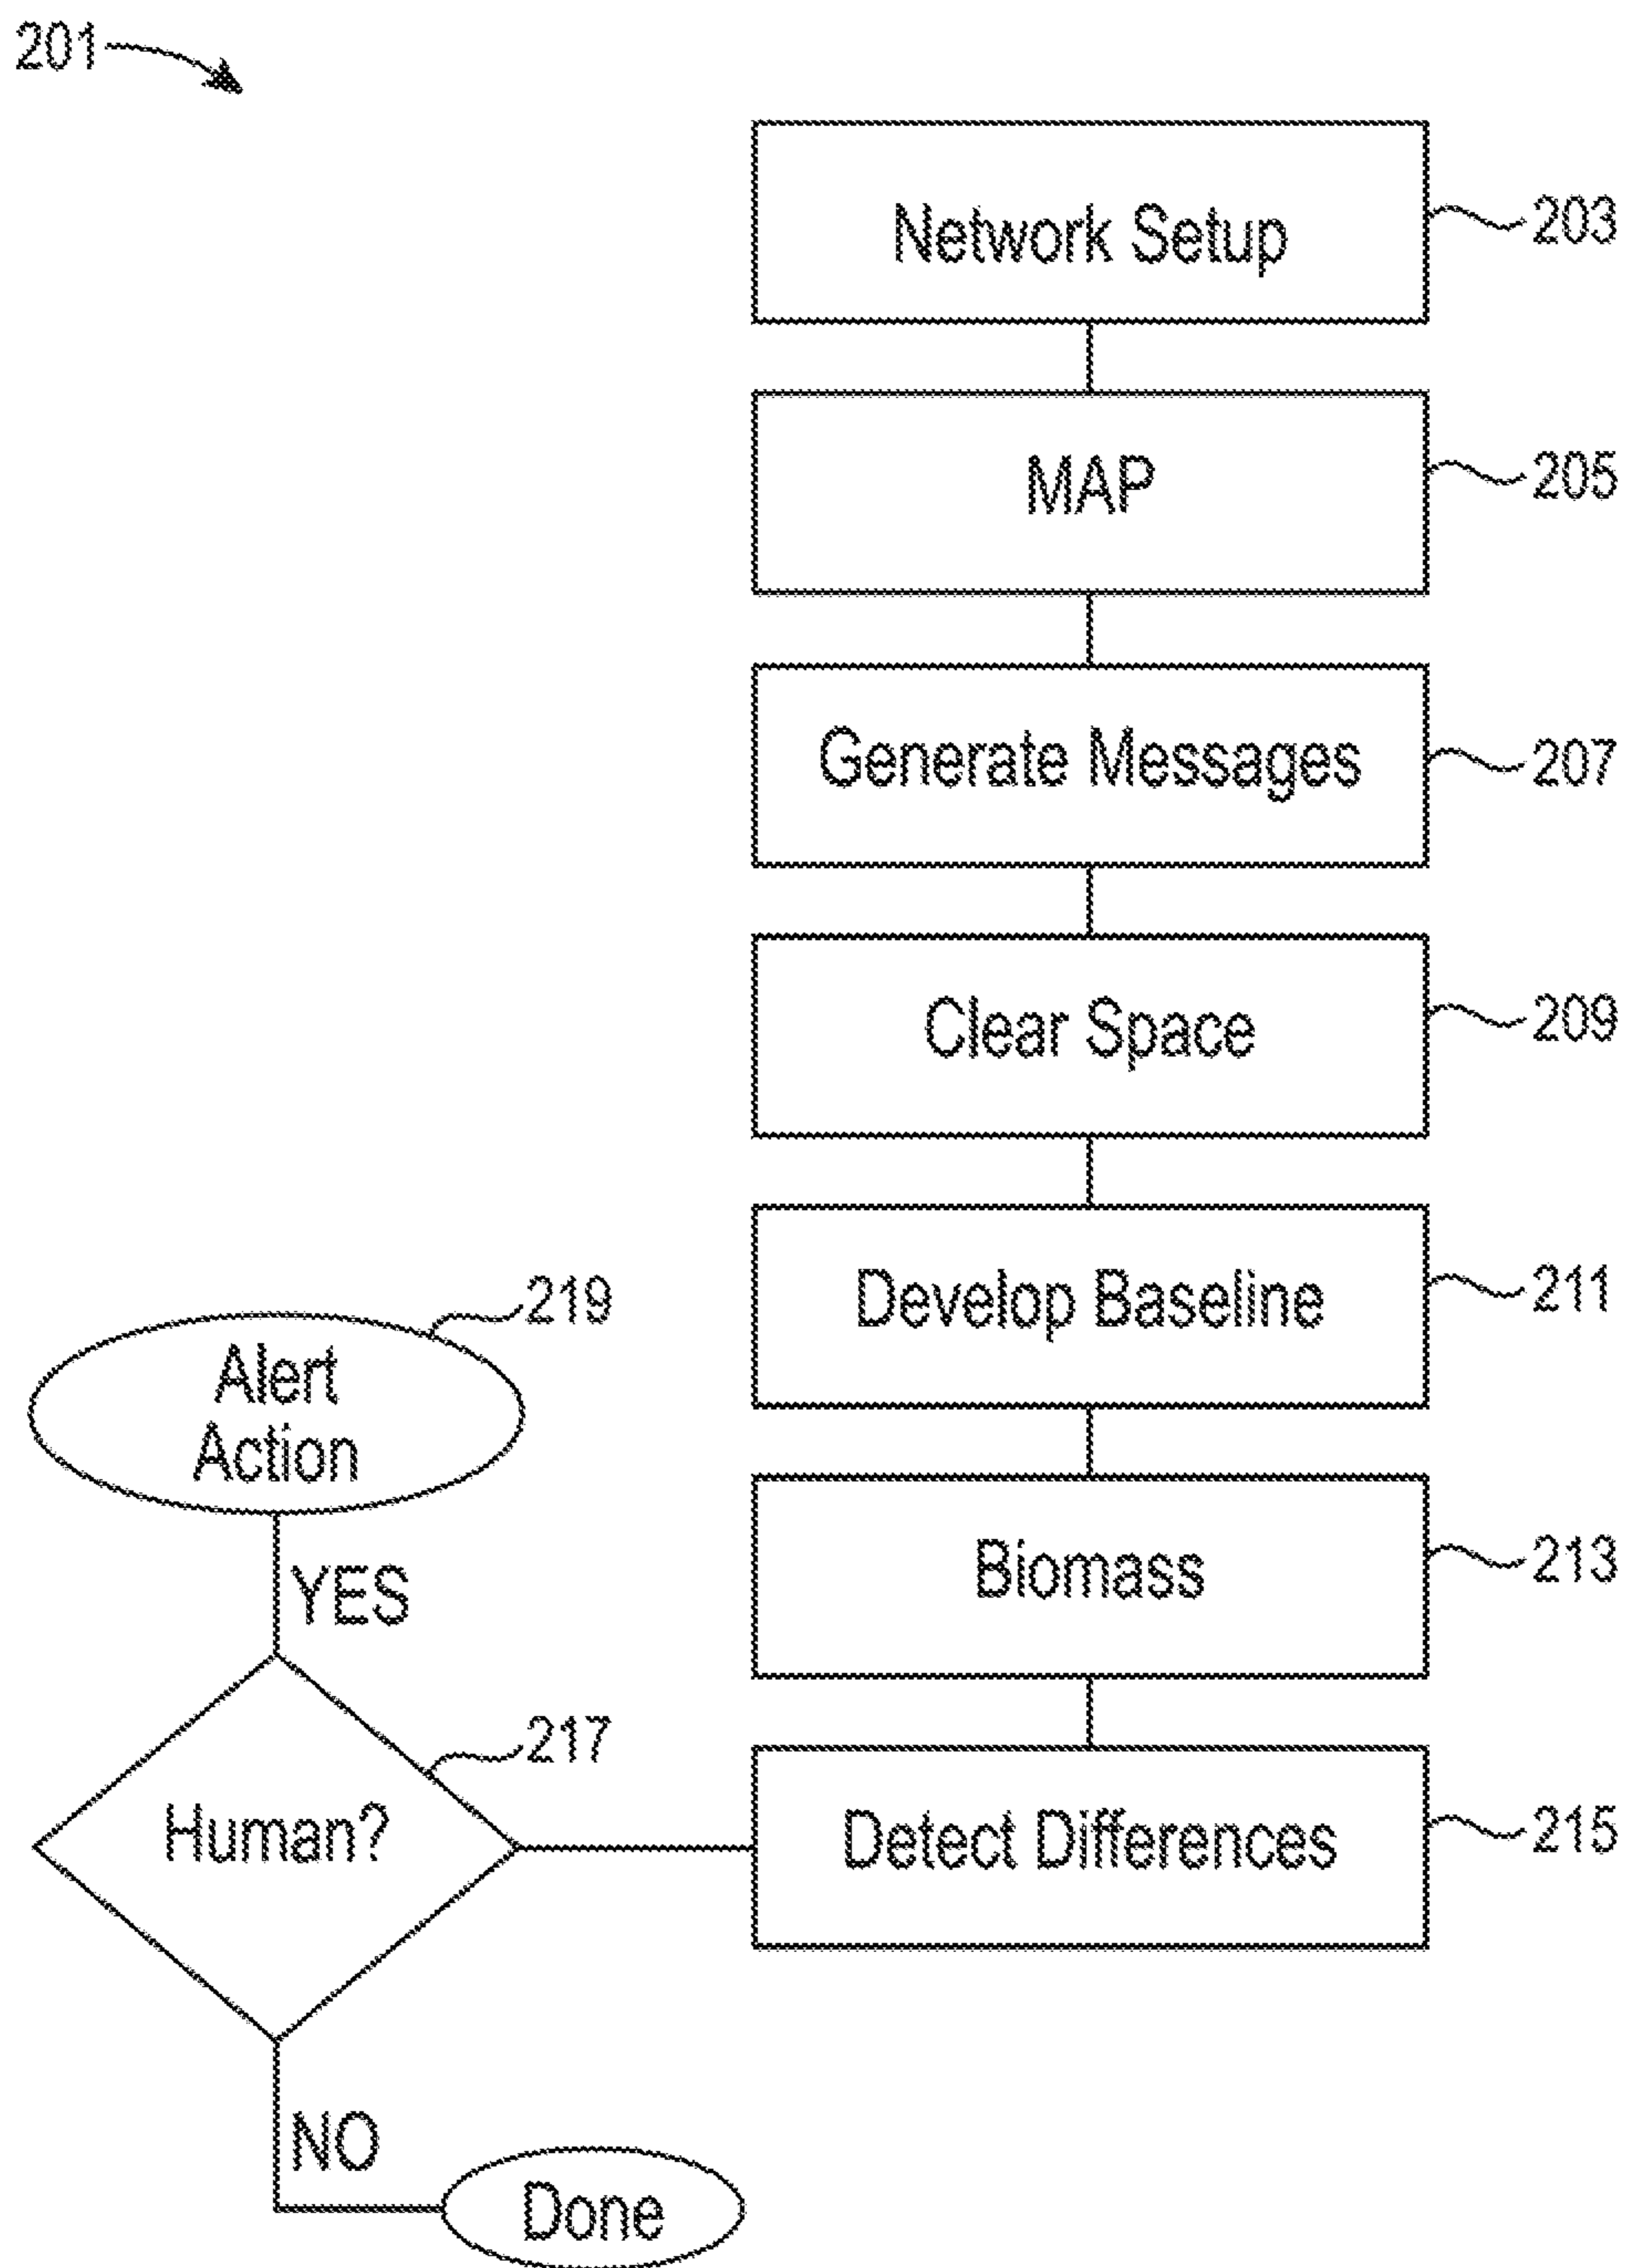 201
Network Setup
203
MAP
205
Generate Messages
207
Clear Space
209
Develop Baseline
211
219
Alert
Action
Biomass
213
YES
217
Human?
Detect Differences
215
NO
Done